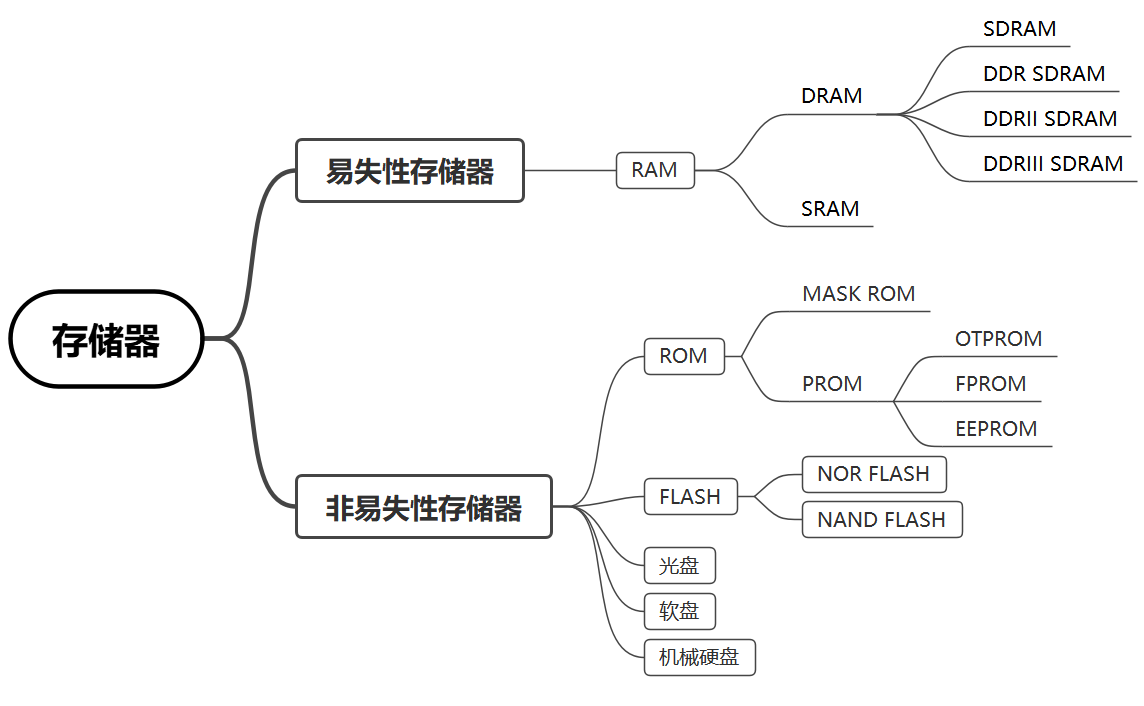 存储器
易失性存储器
RAM
DRAM
SDRAM
DDR SDRAM
DDRII SDRAM
DDRIII SDRAM
SRAM
非易失性存储器
ROM
MASK ROM
PROM
OTPROM
FPROM
EEPROM
FLASH
NOR FLASH
NAND FLASH
光盘
软盘
机械硬盘